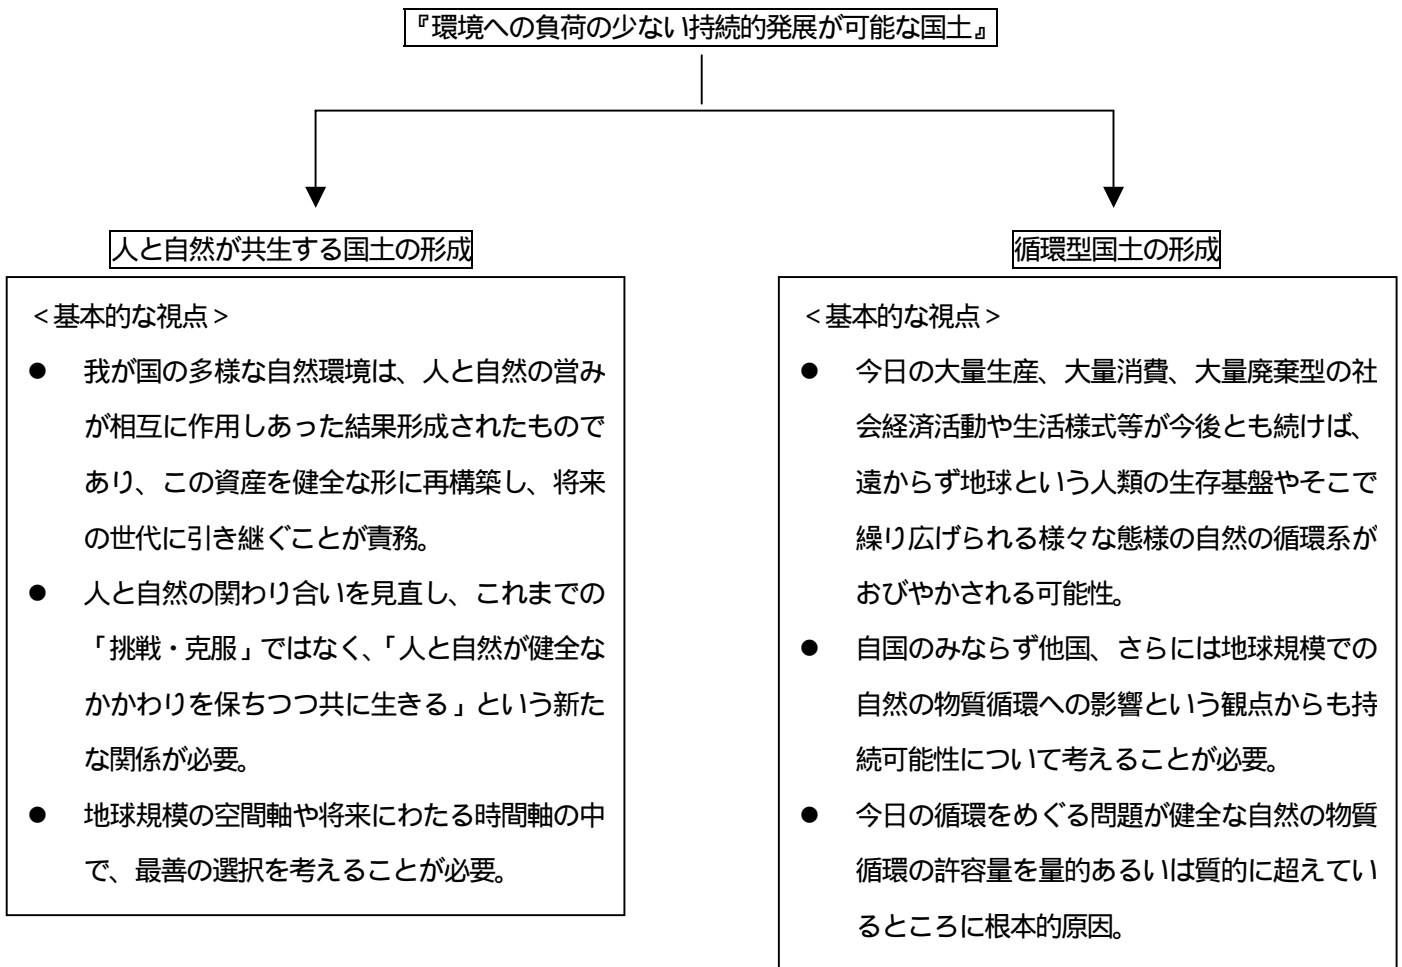 『環境への負荷の少ない持続的発展が可能な国土』
人と自然が共生する国土の形成
＜基本的な視点＞
● 我が国の多様な自然環境は、人と自然の営み
が相互に作用しあった結果形成されたもので
あり、この資産を健全な形に再構築し、将来
の世代に引き継ぐことが責務。
● 人と自然の関わり合いを見直し、これまでの
「挑戦・克服」ではなく、「人と自然が健全な
かかわりを保ちつつ共に生きる」という新た
な関係が必要。
● 地球規模の空間軸や将来にわたる時間軸の中
で、最善の選択を考えることが必要。
循環型国土の形成
＜基本的な視点＞
● 今日の大量生産、大量消費、大量廃棄型の社
会経済活動や生活様式等が今後とも続けば、
遠からず地球という人類の生存基盤やそこで
繰り広げられる様々な態様の自然の循環系が
おびやかされる可能性。
● 自国のみならず他国、さらには地球規模での
自然の物質循環への影響という観点からも持
続可能性について考えることが必要。
● 今日の循環をめぐる問題が健全な自然の物質
循環の許容量を量的あるいは質的に超えてい
るところに根本的原因。